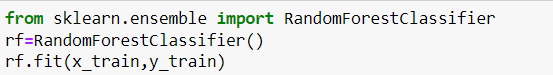 from sklearn.ensemble import RandomForestClassifier
rf=RandomForestClassifier()
rf.fit(x_train,y_train)